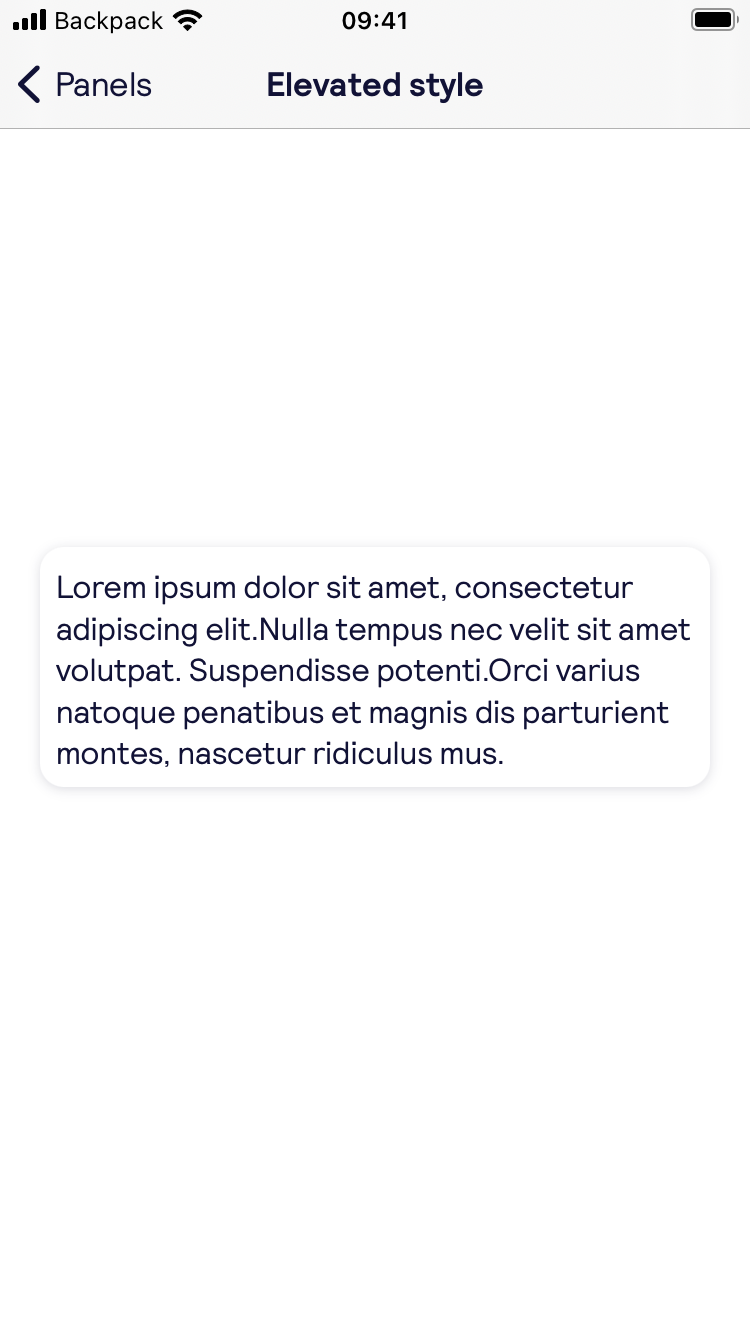 Backpack 09:41
Panels Elevated style
Lorem ipsum dolor sit amet, consectetur
adipiscing elit.Nulla tempus nec velit sit amet
volutpat. Suspendisse potenti.Orci varius
natoque penatibus et magnis dis parturient
montes, nascetur ridiculus mus.